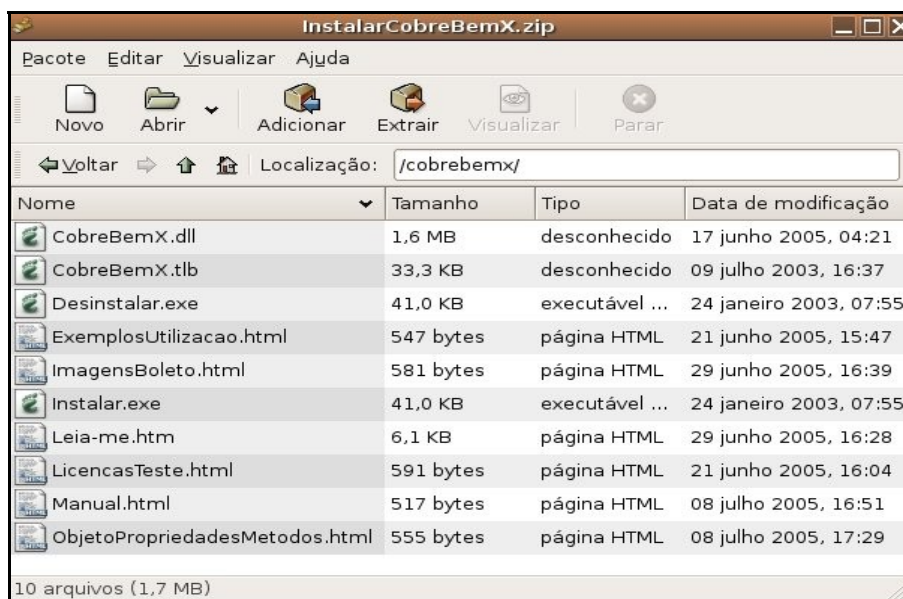 InstalarCobreBemX.zip
Pacote Editar Visualizar Ajuda
Novo Abrir Adicionar Extrair Visualizar Parar
Voltar Localização: /cobrebemx/
Nome Tamanho Tipo Data de modificação
CobreBemX.dll 1,6 MB desconhecido 17 junho 2005, 04:21
CobreBemX.tlb 33,3 KB desconhecido 09 julho 2003, 16:37
Desinstalar.exe 41,0 KB executável ... 24 janeiro 2003, 07:55
ExemplosUtilizacao.html 547 bytes página HTML 21 junho 2005, 15:47
ImagensBoleto.html 581 bytes página HTML 29 junho 2005, 16:39
Instalar.exe 41,0 KB executável ... 24 janeiro 2003, 07:55
Leia-me.htm 6,1 KB página HTML 29 junho 2005, 16:28
LicencasTeste.html 591 bytes página HTML 21 junho 2005, 16:04
Manual.html 517 bytes página HTML 08 julho 2005, 16:51
ObjetoPropriedadesMetodos.html 555 bytes página HTML 08 julho 2005, 17:29
10 arquivos (1,7 MB)